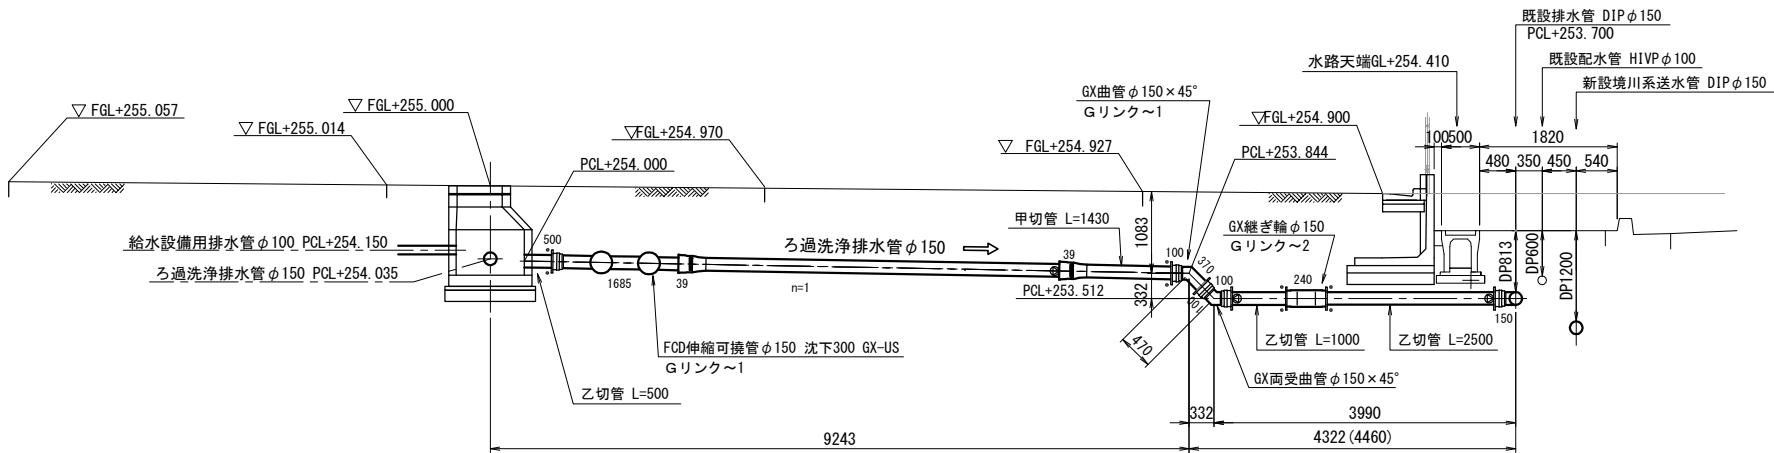 既設排水管 DIPφ150
PCL+253.700
水路天端GL+254.410
既設配水管 HIVPφ100
新設境川系送水管 DIPφ150
GX曲管φ150×45°
Gリンク〜1
▽ FGL+255.057
▽ FGL+255.000
▽ FGL+255.014
▽FGL+254.970
▽ FGL+254.927
▽FGL+254.900
PCL+254.000
PCL+253.844
100
500
1820
480
350
450
540
甲切管 L=1430
1083
GX継ぎ輪φ150
Gリンク〜2
給水設備用排水管φ100 PCL+254.150
ろ過洗浄排水管φ150 PCL+254.035
500
ろ過洗浄排水管φ150
39
100
370
100
240
DP813
DP600
DP1200
1685
39
n=1
PCL+253.512
332
150
470
FCD伸縮可撓管φ150 沈下300 GX-US
Gリンク〜1
乙切管 L=500
乙切管 L=1000
乙切管 L=2500
GX両受曲管φ150×45°
332
3990
9243
4322(4460)